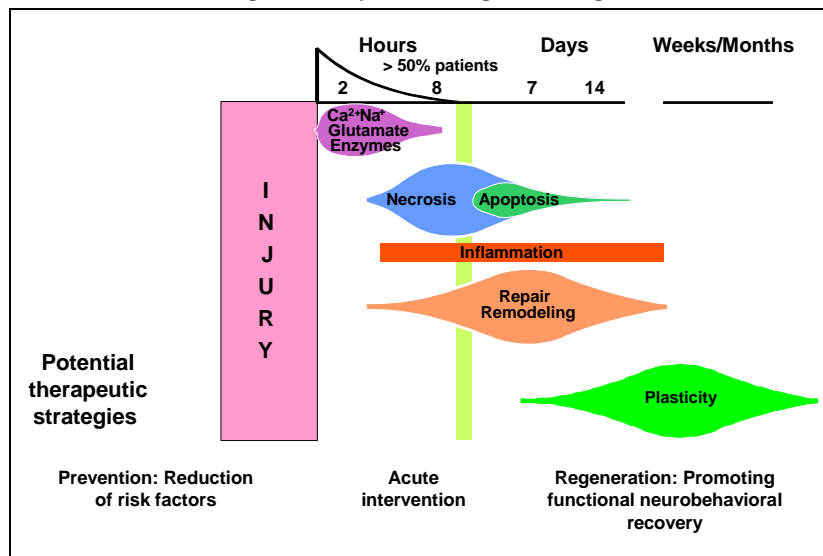 Hours Days Weeks/Months
> 50% patients
2 8 7 14
Ca²⁺Na⁺
Glutamate
Enzymes
I
N
J
U
R
Y
Necrosis Apoptosis
Inflammation
Repair
Remodeling
Plasticity
Potential
therapeutic
strategies
Prevention: Reduction
of risk factors
Acute
intervention
Regeneration: Promoting
functional neurobehavioral
recovery